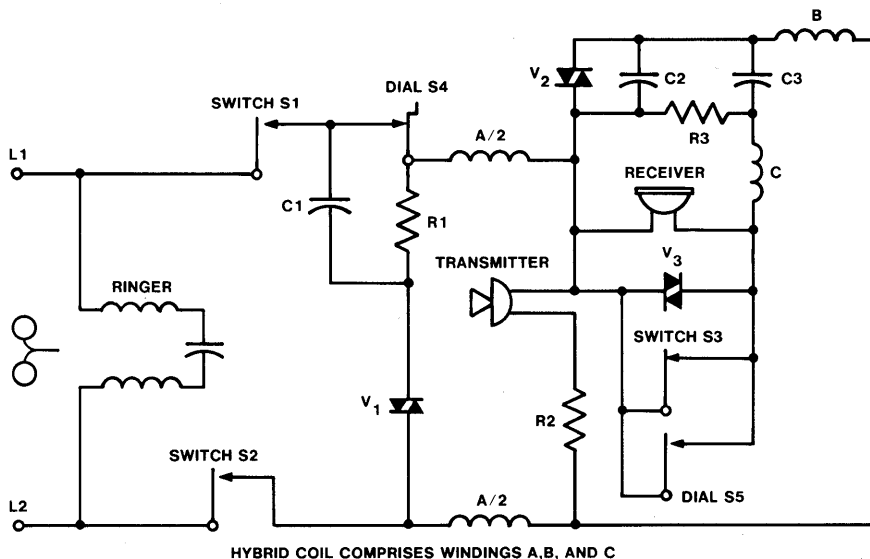 B
V2
C2
C3
DIAL S4
SWITCH S1
A/2
R3
L1
RECEIVER
C
C1
R1
V3
TRANSMITTER
RINGER
SWITCH S3
V1
R2
SWITCH S2
A/2
DIAL S5
L2
HYBRID COIL COMPRISES WINDINGS A,B, AND C